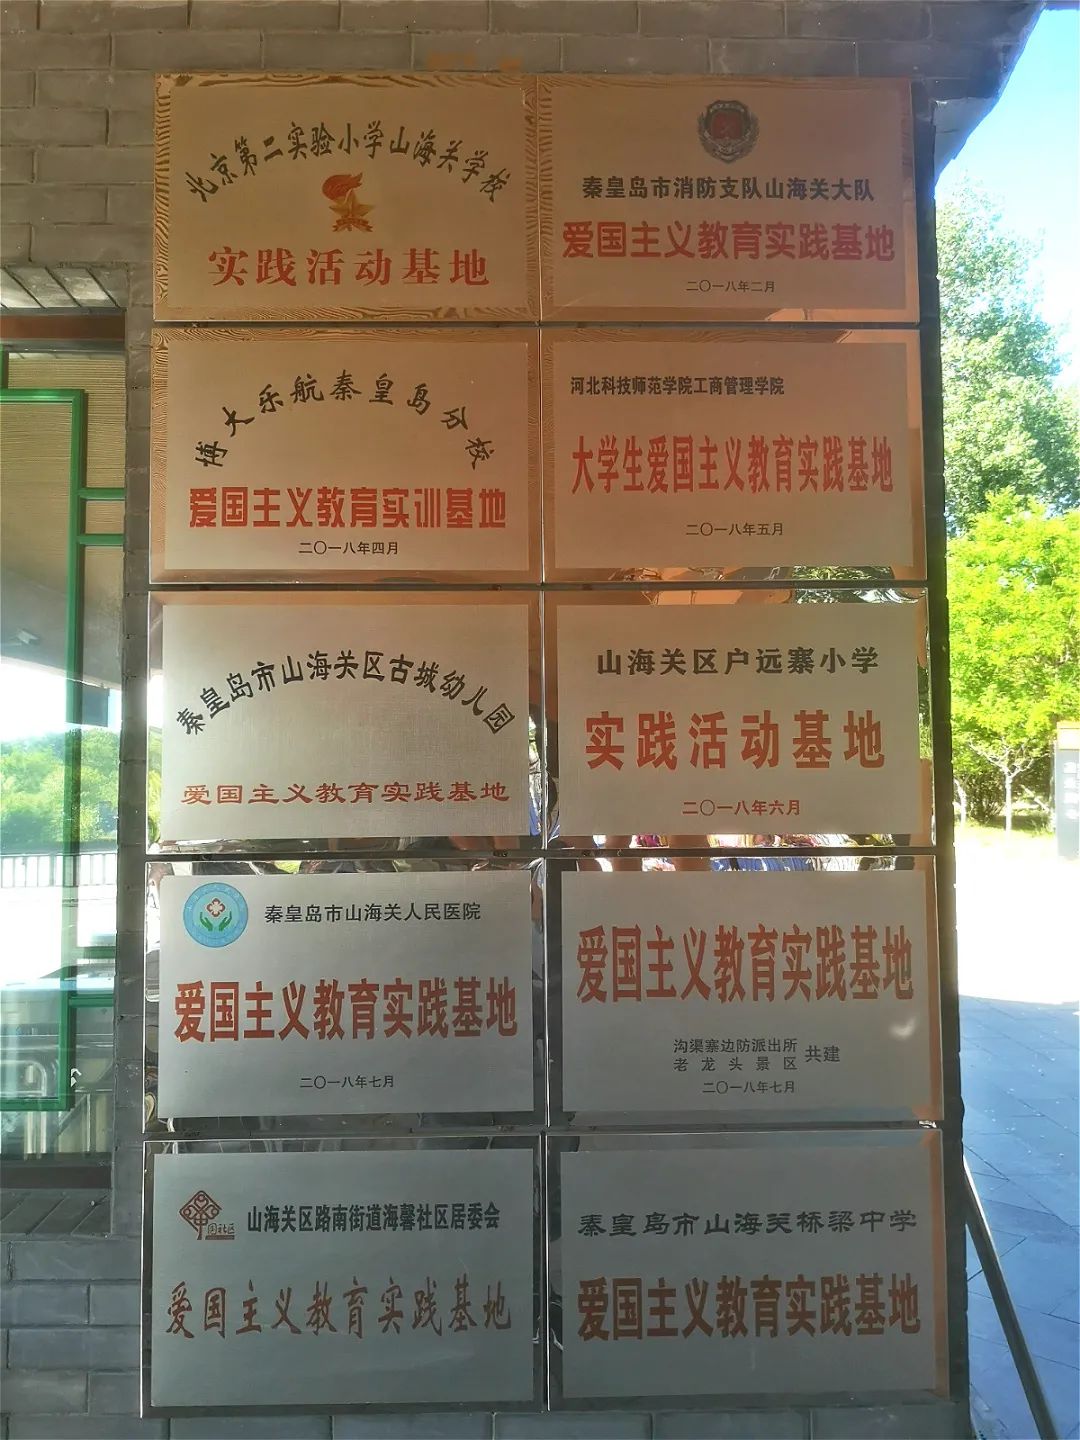 北京第二实验小学山海关学校
实践活动基地
秦皇岛市消防支队山海关大队
爱国主义教育实践基地
二〇一八年二月
博大乐航秦皇岛分校
爱国主义教育实训基地
二〇一八年四月
河北科技师范学院工商管理学院
大学生爱国主义教育实践基地
二〇一八年五月
秦皇岛市山海关区古城幼儿园
爱国主义教育实践基地
山海关区户远寨小学
实践活动基地
二〇一八年六月
秦皇岛市山海关人民医院
爱国主义教育实践基地
二〇一八年七月
爱国主义教育实践基地
沟渠寨边防派出所
老龙头景区 共建
二〇一八年七月
山海关区路南街道海馨社区居委会
爱国主义教育实践基地
秦皇岛市山海关桥梁中学
爱国主义教育实践基地